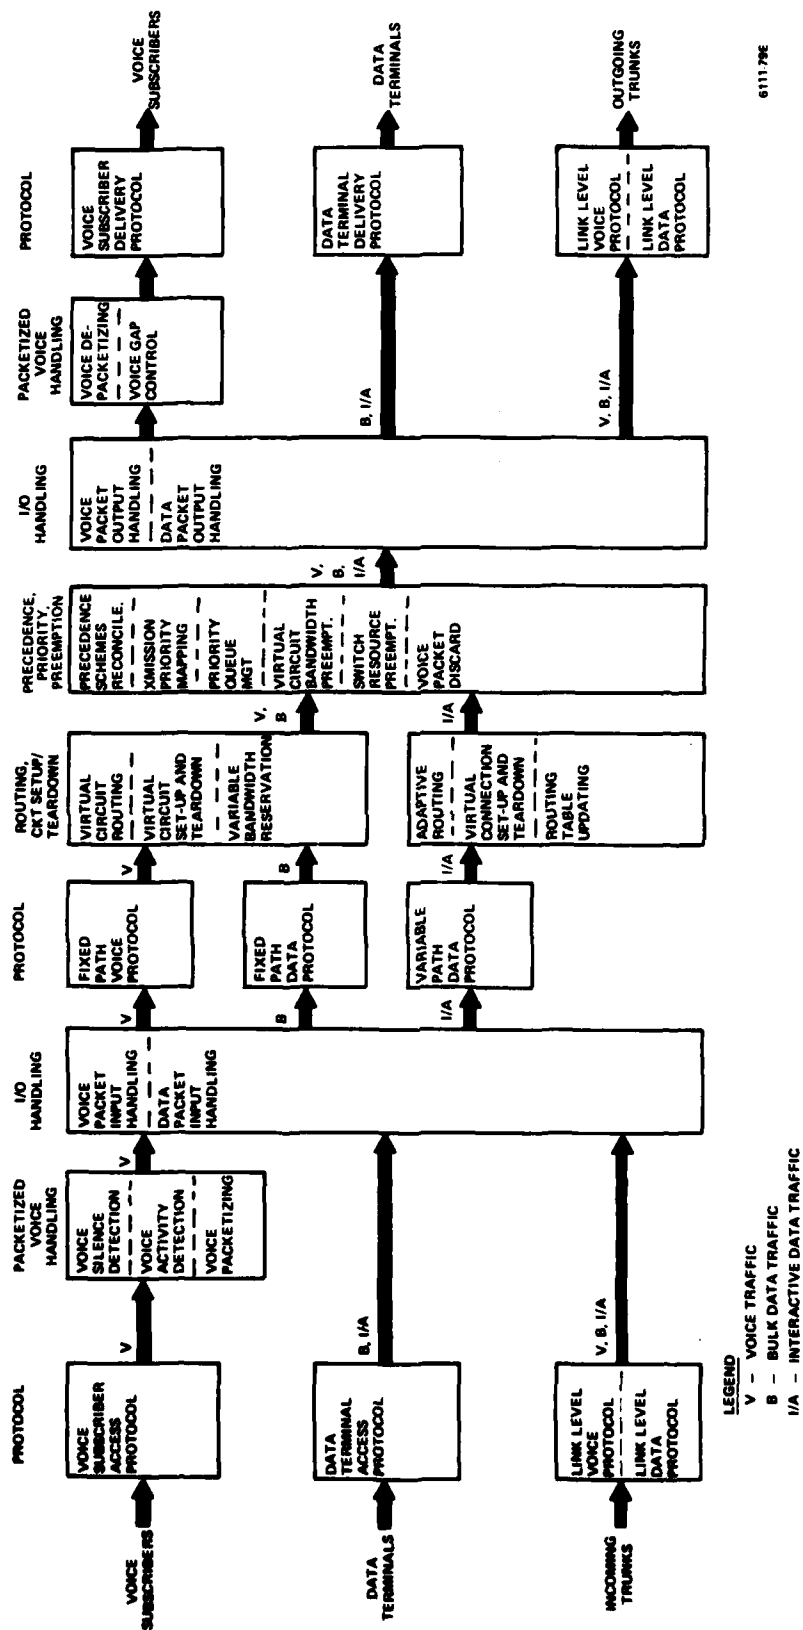 PROTOCOL
PACKETIZED
VOICE
HANDLING
I/O
HANDLING
PROTOCOL
ROUTING,
CKT SETUP/
TEARDOWN
PRECEDENCE,
PRIORITY,
PREEMPTION
I/O
HANDLING
PACKETIZED
VOICE
HANDLING
PROTOCOL
VOICE
SUBSCRIBERS
VOICE
SUBSCRIBER
ACCESS
PROTOCOL
V
VOICE
SILENCE
DETECTION
VOICE
ACTIVITY
DETECTION
VOICE
PACKETIZING
V
VOICE
PACKET
INPUT
HANDLING
DATA
PACKET
INPUT
HANDLING
V
FIXED
PATH
VOICE
PROTOCOL
V
VIRTUAL
CIRCUIT
ROUTING
VIRTUAL
CIRCUIT
SET-UP AND
TEARDOWN
VARIABLE
BANDWIDTH
RESERVATION
V,
B
PRECEDENCE
SCHEMES
RECONCILE.
XMISSION
PRIORITY
MAPPING
PRIORITY
QUEUE
MGT
VIRTUAL
CIRCUIT
BANDWIDTH
PREEMPT.
SWITCH
RESOURCE
PREEMPT.
VOICE
PACKET
DISCARD
V,
B,
I/A
VOICE
PACKET
OUTPUT
HANDLING
DATA
PACKET
OUTPUT
HANDLING
VOICE DE-
PACKETIZING
VOICE GAP
CONTROL
VOICE
SUBSCRIBER
DELIVERY
PROTOCOL
VOICE
SUBSCRIBERS
B
FIXED
PATH
DATA
PROTOCOL
B
DATA
TERMINALS
DATA
TERMINAL
ACCESS
PROTOCOL
B, I/A
I/A
VARIABLE
PATH
DATA
PROTOCOL
I/A
ADAPTIVE
ROUTING
VIRTUAL
CONNECTION
SET-UP AND
TEARDOWN
ROUTING
TABLE
UPDATING
I/A
B, I/A
DATA
TERMINAL
DELIVERY
PROTOCOL
DATA
TERMINALS
INCOMING
TRUNKS
LINK LEVEL
VOICE
PROTOCOL
LINK LEVEL
DATA
PROTOCOL
V, B, I/A
V, B, I/A
LINK LEVEL
VOICE
PROTOCOL
LINK LEVEL
DATA
PROTOCOL
OUTGOING
TRUNKS
LEGEND
V – VOICE TRAFFIC
B – BULK DATA TRAFFIC
I/A – INTERACTIVE DATA TRAFFIC
6111-79E